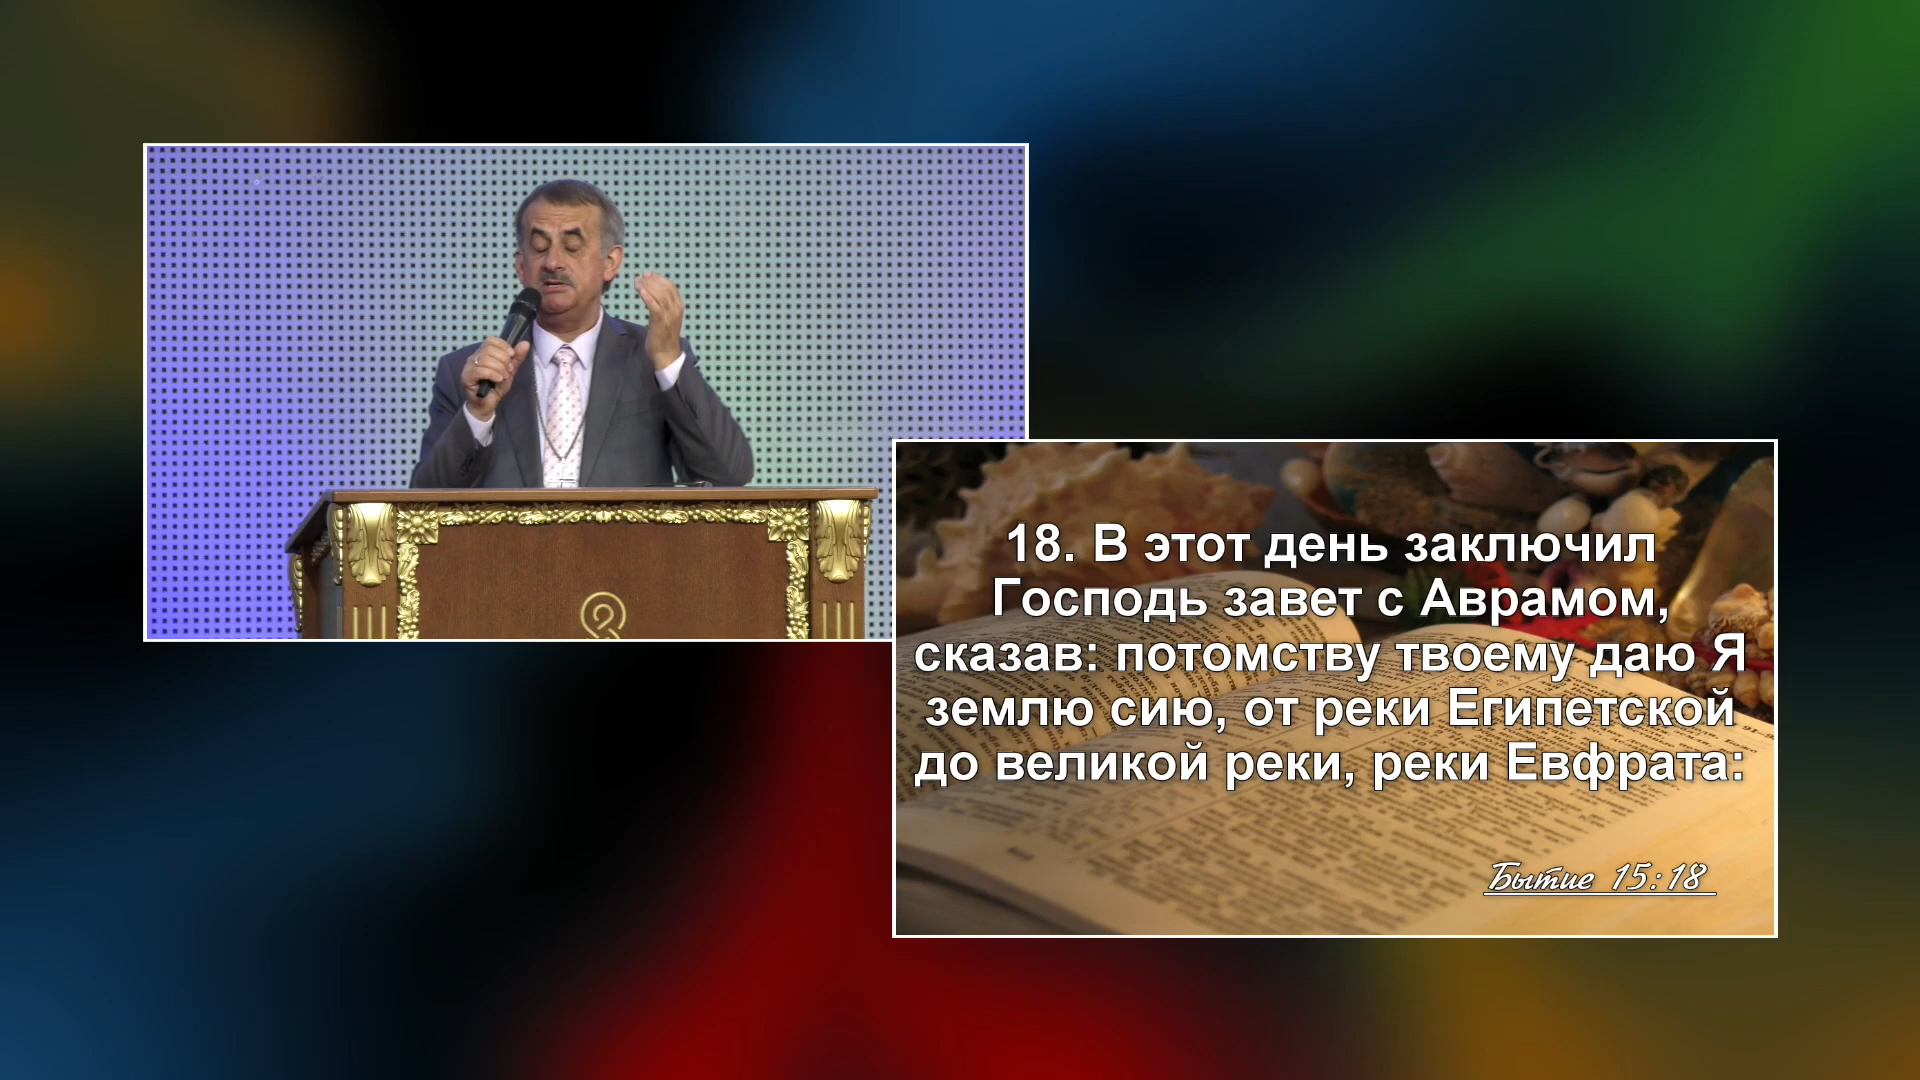 18. В этот день заключил
Господь завет с Аврамом,
сказав: потомству твоему даю Я
землю сию, от реки Египетской
до великой реки, реки Евфрата:
Бытие 15:18